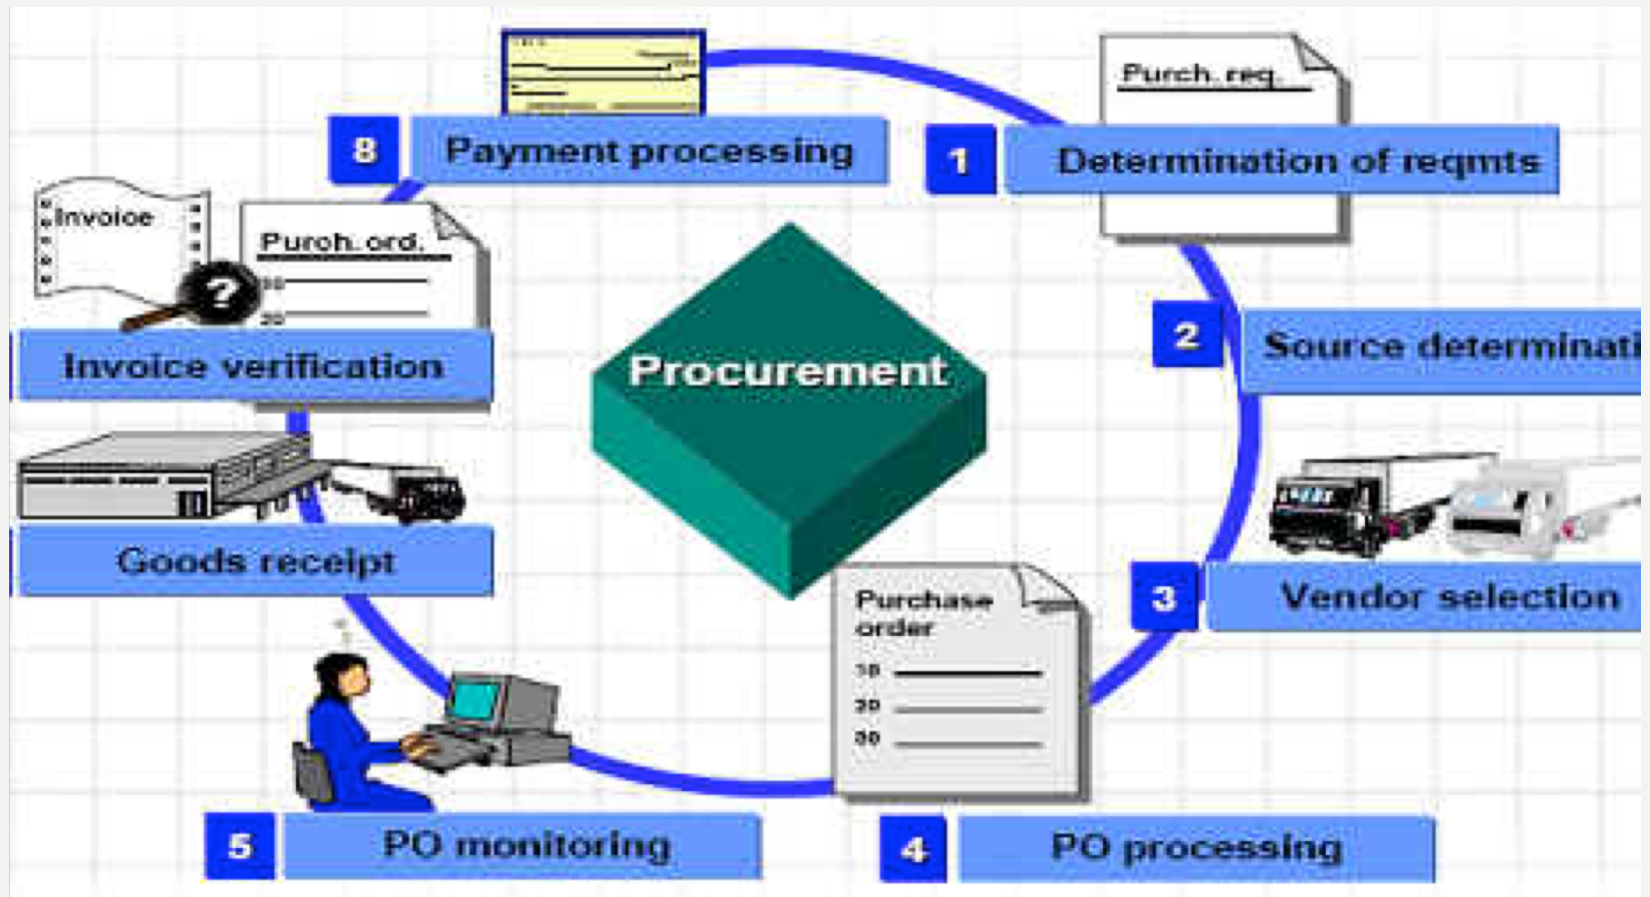 8
Payment processing
Purch. req.
1
Determination of reqmts
Invoice
Purch. ord.
?
20
Invoice verification
Procurement
2
Source determinati
Goods receipt
3
Vendor selection
Purchase
order
10
20
30
5
PO monitoring
4
PO processing